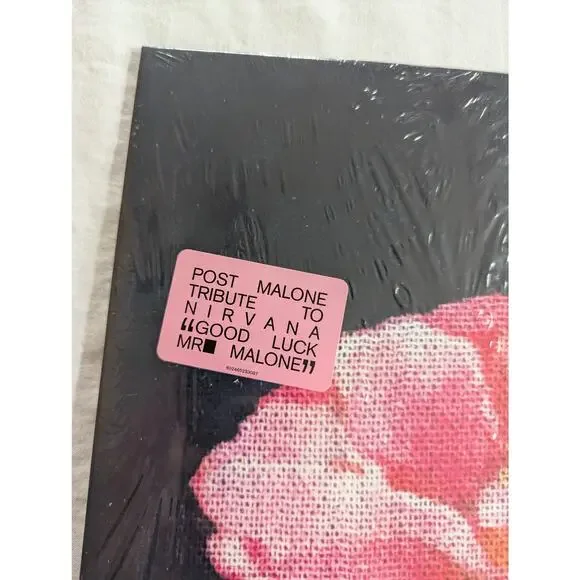 POST MALONE
TRIBUTE TO
NIRVANA
“GOOD LUCK
MR■ MALONE”